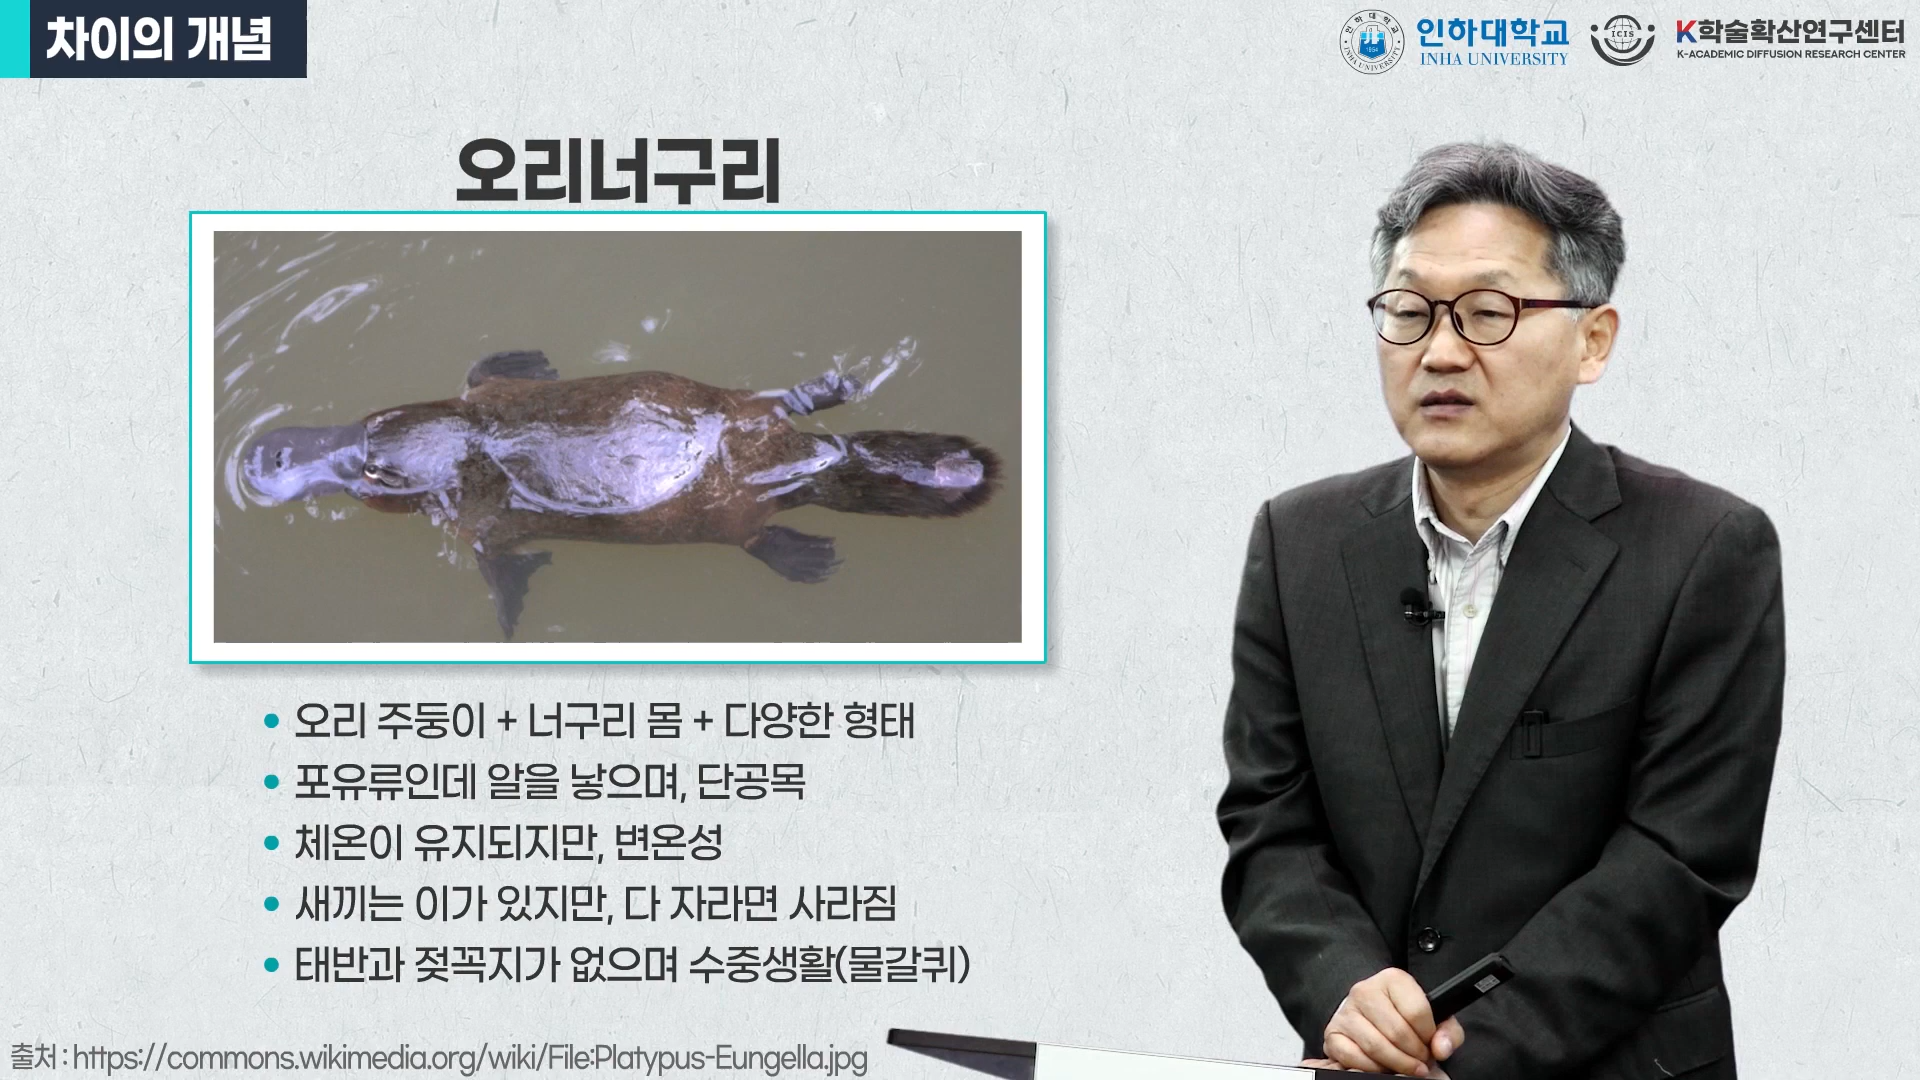 차이의 개념
인하대학교
INHA UNIVERSITY
1954
ICIS
K학술확산연구센터
K-ACADEMIC DIFFUSION RESEARCH CENTER
오리너구리
• 오리 주둥이 + 너구리 몸 + 다양한 형태
• 포유류인데 알을 낳으며, 단공목
• 체온이 유지되지만, 변온성
• 새끼는 이가 있지만, 다 자라면 사라짐
• 태반과 젖꼭지가 없으며 수중생활(물갈퀴)
출처 : https://commons.wikimedia.org/wiki/File:Platypus-Eungella.jpg